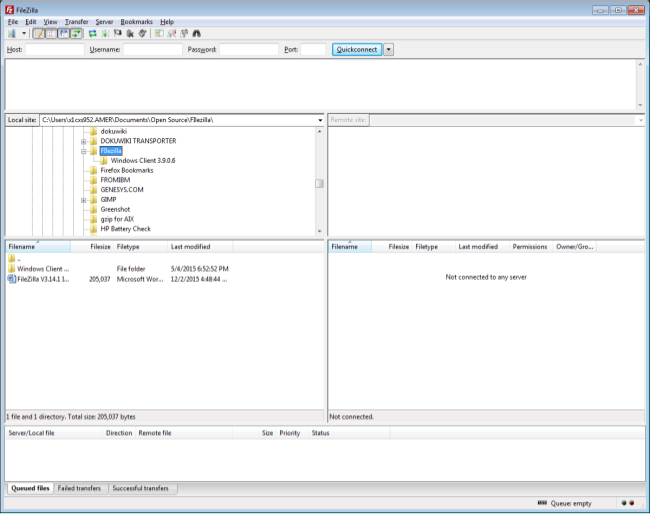 FileZilla
File Edit View Transfer Server Bookmarks Help
Host: Username: Password: Port: Quickconnect
Local site: C:\Users\x1cxs952.AMER\Documents\Open Source\FIlezilla\ Remote site:
dokuwiki
DOKUWIKI TRANSPORTER
FIlezilla
Windows Client 3.9.0.6
Firefox Bookmarks
FROMIBM
GENESYS.COM
GIMP
Greenshot
gzip for AIX
HP Battery Check
Filename Filesize Filetype Last modified
..
Windows Client ... File folder 5/4/2015 6:52:52 PM
FileZilla V3.14.1 I... 205,037 Microsoft Wor... 12/2/2015 4:48:44 ...
1 file and 1 directory. Total size: 205,037 bytes
Filename Filesize Filetype Last modified Permissions Owner/Gro...
Not connected to any server
Not connected.
Server/Local file Direction Remote file Size Priority Status
Queued files Failed transfers Successful transfers
Queue: empty